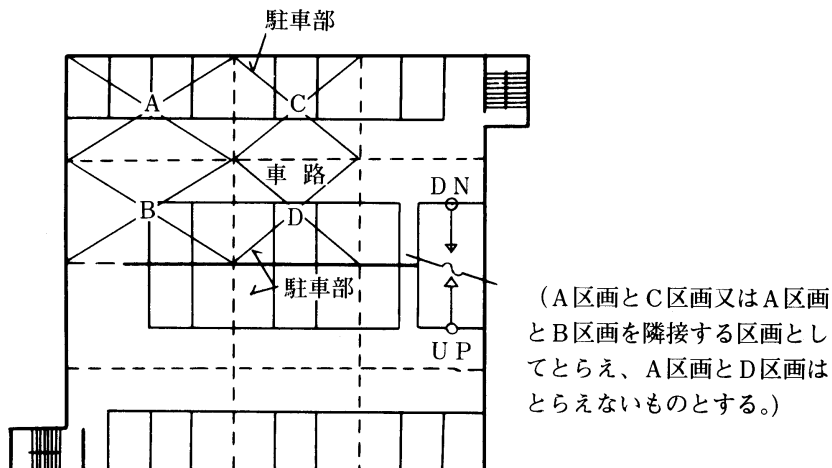 駐車部
A
C
車路
DN
B
D
駐車部
UP
(A区画とC区画又はA区画
とB区画を隣接する区画とし
てとらえ、A区画とD区画は
とらえないものとする。)